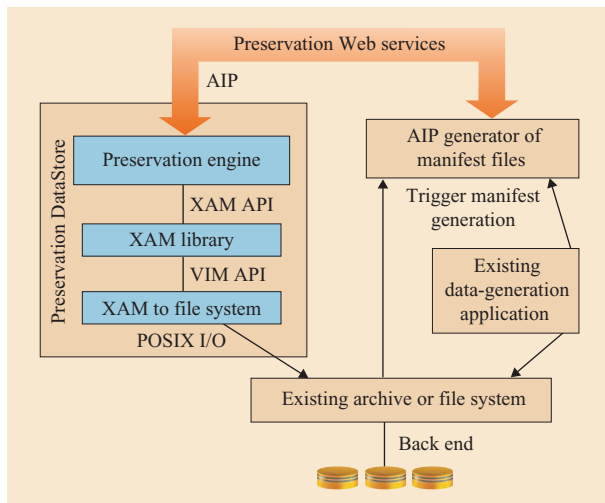 Preservation Web services
AIP
Preservation DataStore
Preservation engine
XAM API
XAM library
VIM API
XAM to file system
POSIX I/O
AIP generator of
manifest files
Trigger manifest
generation
Existing
data-generation
application
Existing archive or file system
Back end